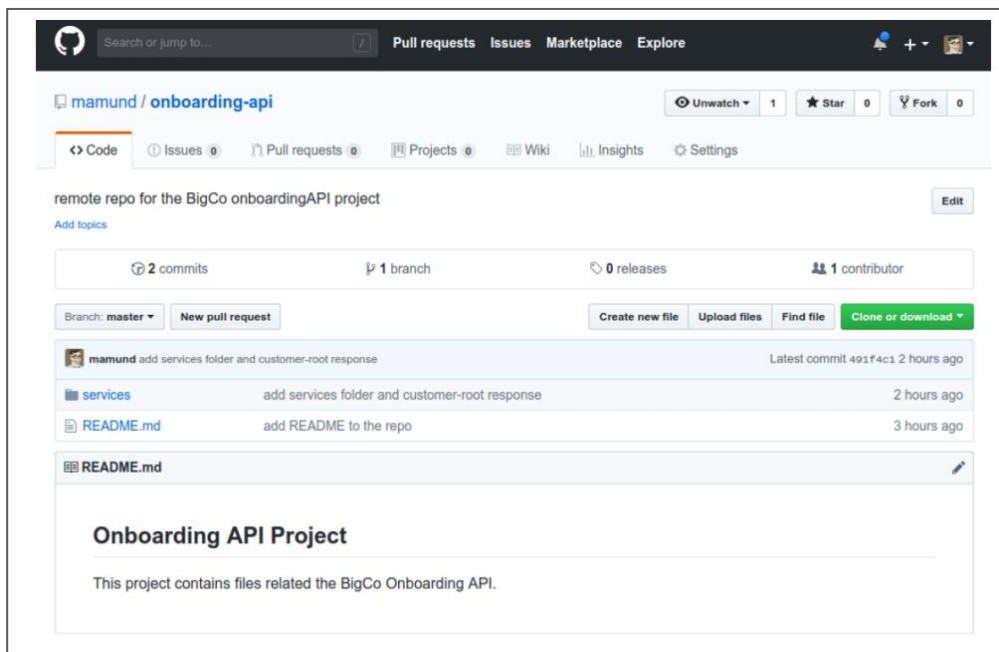 Search or jump to... / Pull requests Issues Marketplace Explore
mamund / onboarding-api Unwatch 1 Star 0 Fork 0
<> Code Issues 0 Pull requests 0 Projects 0 Wiki Insights Settings
remote repo for the BigCo onboardingAPI project Edit
Add topics
2 commits 1 branch 0 releases 1 contributor
Branch: master New pull request Create new file Upload files Find file Clone or download
mamund add services folder and customer-root response Latest commit 491f4c1 2 hours ago
services add services folder and customer-root response 2 hours ago
README.md add README to the repo 3 hours ago
README.md
Onboarding API Project
This project contains files related the BigCo Onboarding API.